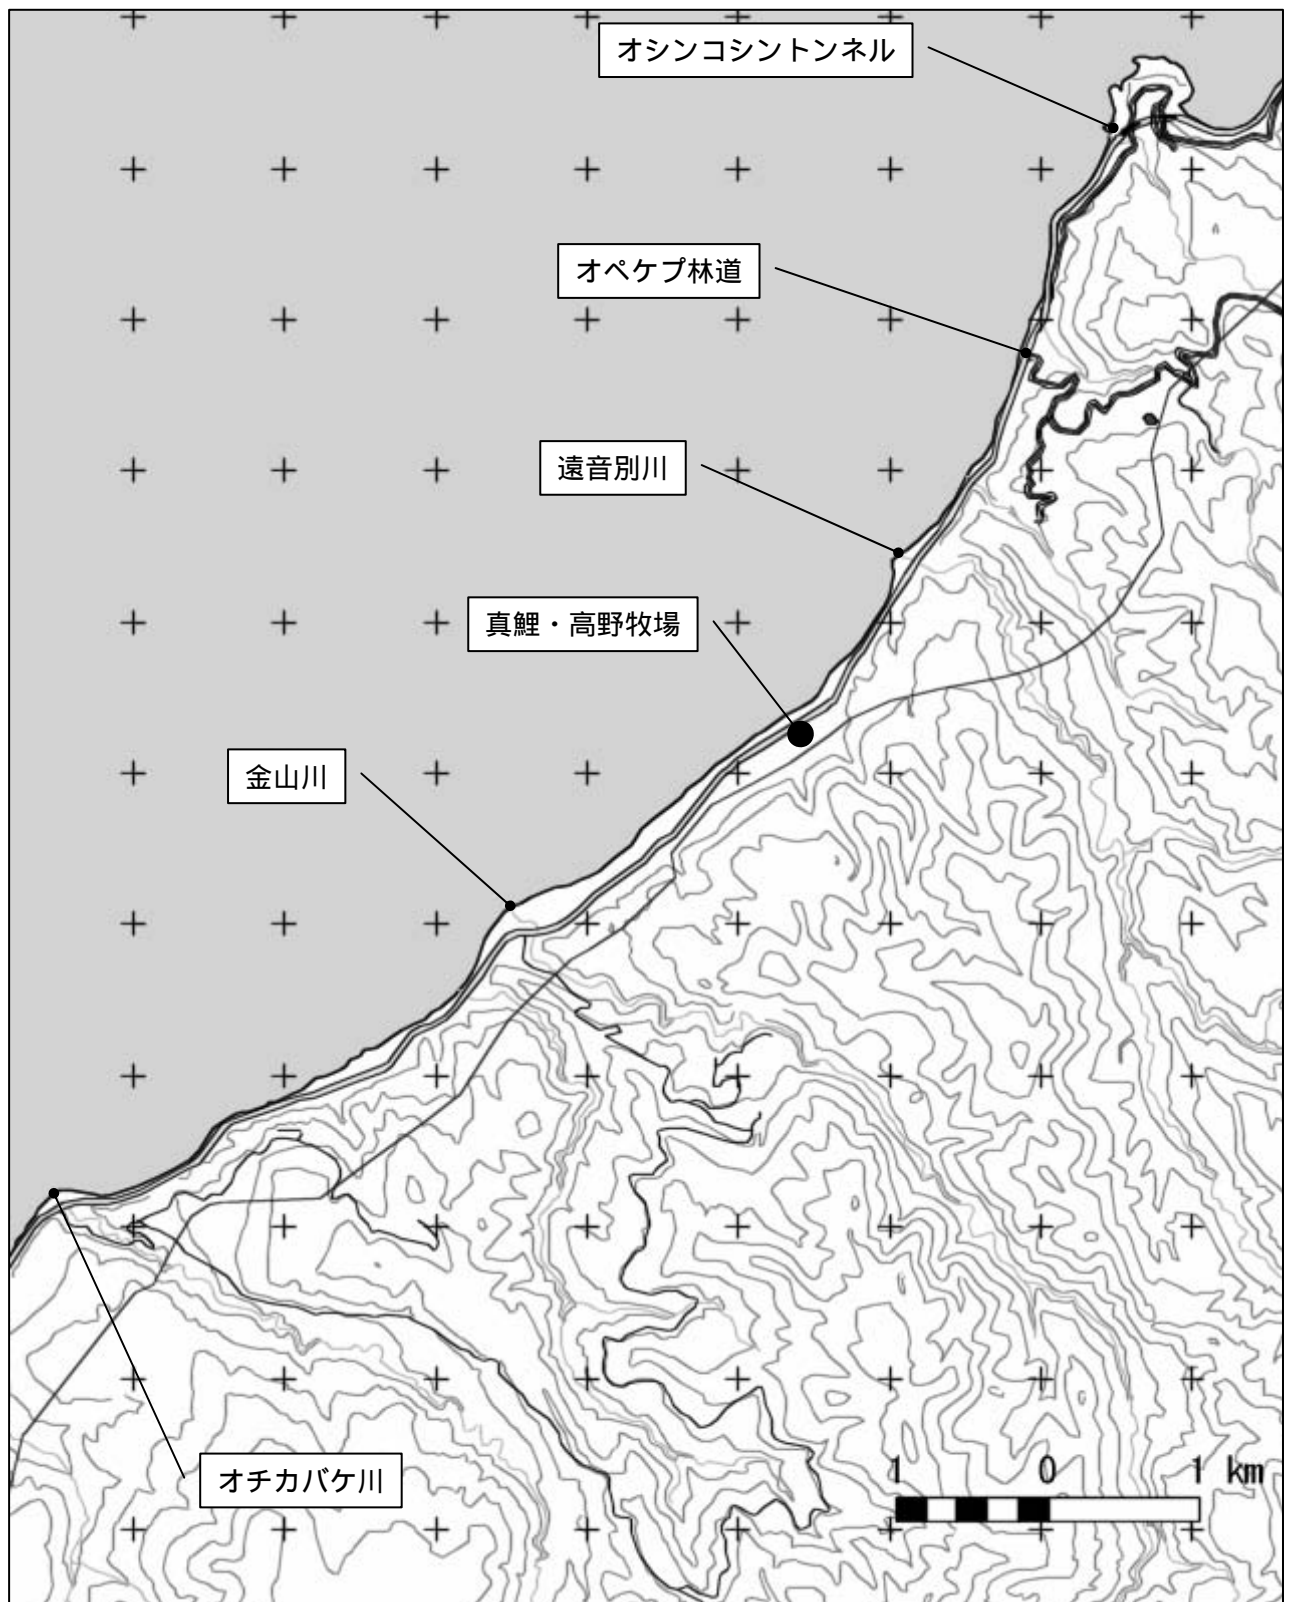 オシンコシントンネル
オペケプ林道
遠音別川
真鯉・高野牧場
金山川
オチカバケ川
1 0 1 km